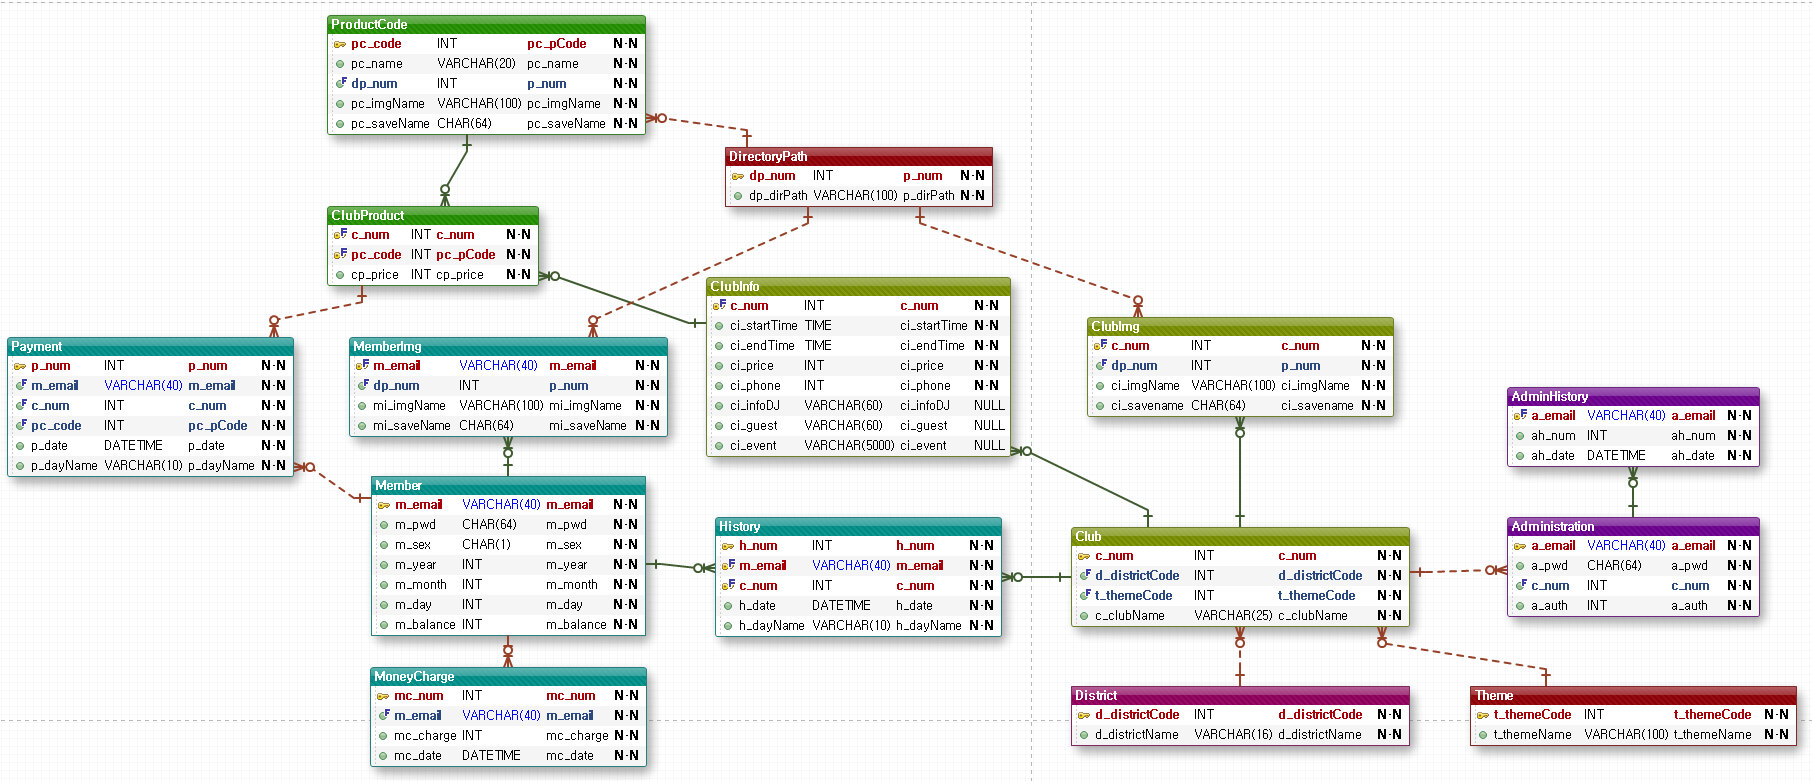 ProductCode
pc_code INT pc_pCode N-N
pc_name VARCHAR(20) pc_name N-N
dp_num INT p_num N-N
pc_imgName VARCHAR(100) pc_imgName N-N
pc_saveName CHAR(64) pc_saveName N-N
DirectoryPath
dp_num INT p_num N-N
dp_dirPath VARCHAR(100) p_dirPath N-N
ClubProduct
c_num INT c_num N-N
pc_code INT pc_pCode N-N
cp_price INT cp_price N-N
ClubInfo
c_num INT c_num N-N
ci_startTime TIME ci_startTime N-N
ci_endTime TIME ci_endTime N-N
ci_price INT ci_price N-N
ci_phone INT ci_phone N-N
ci_infoDJ VARCHAR(60) ci_infoDJ NULL
ci_guest VARCHAR(60) ci_guest NULL
ci_event VARCHAR(5000) ci_event NULL
ClubImg
c_num INT c_num N-N
dp_num INT p_num N-N
ci_imgName VARCHAR(100) ci_imgName N-N
ci_savename CHAR(64) ci_savename N-N
Payment
p_num INT p_num N-N
m_email VARCHAR(40) m_email N-N
c_num INT c_num N-N
pc_code INT pc_pCode N-N
p_date DATETIME p_date N-N
p_dayName VARCHAR(10) p_dayName N-N
MemberImg
m_email VARCHAR(40) m_email N-N
dp_num INT p_num N-N
mi_imgName VARCHAR(100) mi_imgName N-N
mi_saveName CHAR(64) mi_saveName N-N
AdminHistory
a_email VARCHAR(40) a_email N-N
ah_num INT ah_num N-N
ah_date DATETIME ah_date N-N
Member
m_email VARCHAR(40) m_email N-N
m_pwd CHAR(64) m_pwd N-N
m_sex CHAR(1) m_sex N-N
m_year INT m_year N-N
m_month INT m_month N-N
m_day INT m_day N-N
m_balance INT m_balance N-N
History
h_num INT h_num N-N
m_email VARCHAR(40) m_email N-N
c_num INT c_num N-N
h_date DATETIME h_date N-N
h_dayName VARCHAR(10) h_dayName N-N
Club
c_num INT c_num N-N
d_districtCode INT d_districtCode N-N
t_themeCode INT t_themeCode N-N
c_clubName VARCHAR(25) c_clubName N-N
Administration
a_email VARCHAR(40) a_email N-N
a_pwd CHAR(64) a_pwd N-N
c_num INT c_num N-N
a_auth INT a_auth N-N
MoneyCharge
mc_num INT mc_num N-N
m_email VARCHAR(40) m_email N-N
mc_charge INT mc_charge N-N
mc_date DATETIME mc_date N-N
District
d_districtCode INT d_districtCode N-N
d_districtName VARCHAR(16) d_districtName N-N
Theme
t_themeCode INT t_themeCode N-N
t_themeName VARCHAR(100) t_themeName N-N